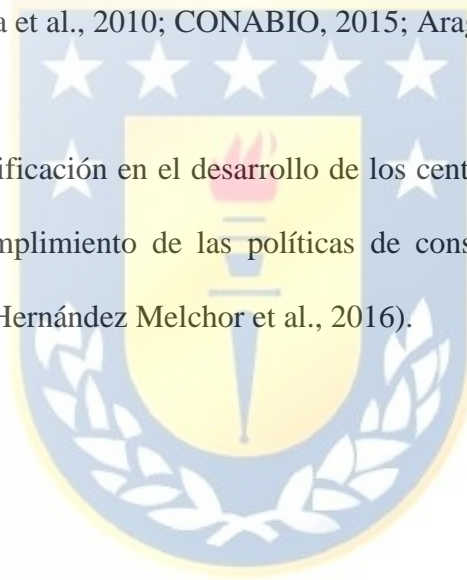 a et al., 2010; CONABIO, 2015; Arag
ificación en el desarrollo de los cent
mplimiento de las políticas de cons
Hernández Melchor et al., 2016).